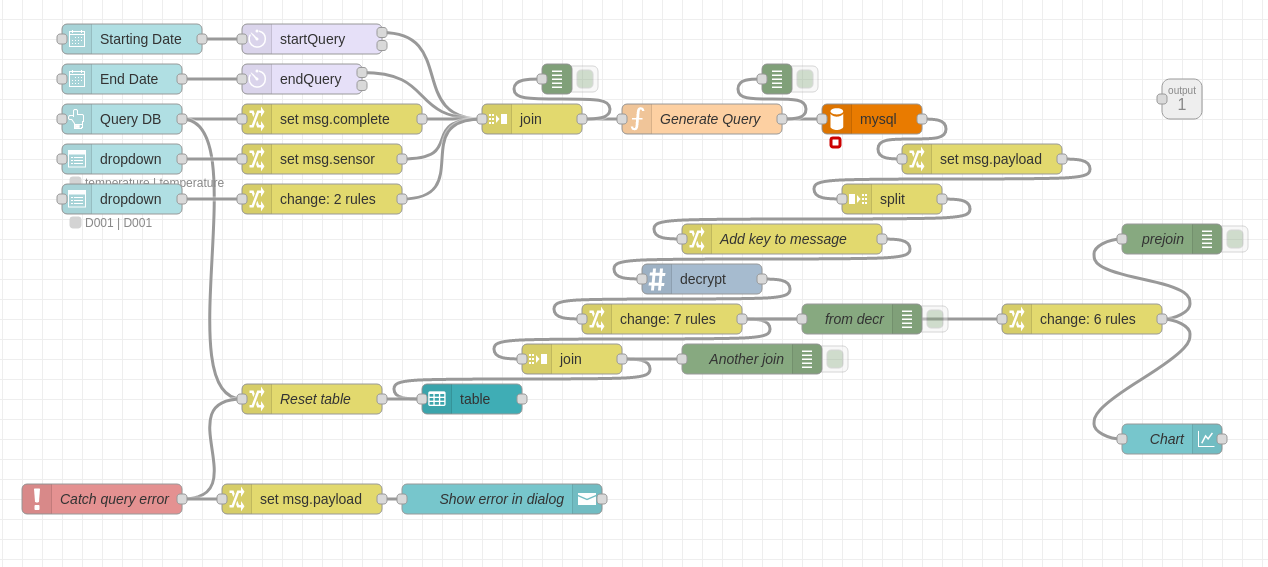 Starting Date
startQuery
End Date
endQuery
Query DB
set msg.complete
join
Generate Query
mysql
output
1
dropdown
temperature | temperature
set msg.sensor
set msg.payload
dropdown
D001 | D001
change: 2 rules
split
Add key to message
prejoin
decrypt
change: 7 rules
from decr
change: 6 rules
join
Another join
Reset table
table
Chart
Catch query error
set msg.payload
Show error in dialog